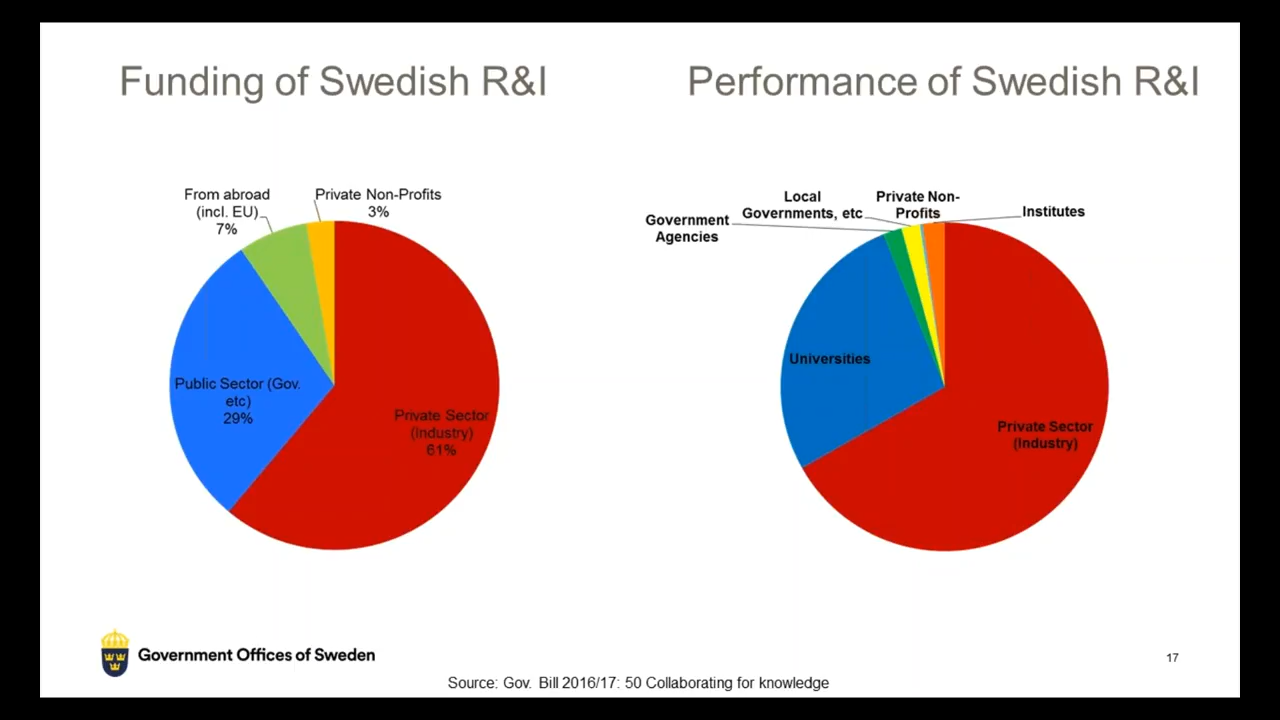 Funding of Swedish R&I
From abroad
(incl. EU)
7%
Private Non-Profits
3%
Public Sector (Gov.
etc)
29%
Private Sector
(Industry)
61%
Performance of Swedish R&I
Government
Agencies
Local
Governments, etc
Private Non-
Profits
Institutes
Universities
Private Sector
(Industry)
Government Offices of Sweden
17
Source: Gov. Bill 2016/17: 50 Collaborating for knowledge